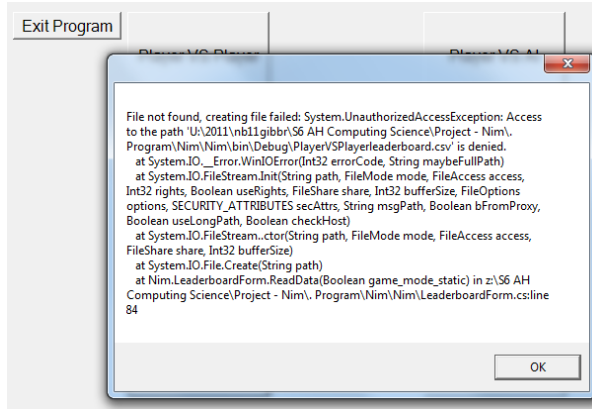 Exit Program
Player VS Player
Player VS AI
File not found, creating file failed: System.UnauthorizedAccessException: Access
to the path 'U:\2011\nb11gibbr\S6 AH Computing Science\Project - Nim\.
Program\Nim\Nim\bin\Debug\PlayerVSPlayerleaderboard.csv' is denied.
at System.IO.__Error.WinIOError(Int32 errorCode, String maybeFullPath)
at System.IO.FileStream.Init(String path, FileMode mode, FileAccess access,
Int32 rights, Boolean useRights, FileShare share, Int32 bufferSize, FileOptions
options, SECURITY_ATTRIBUTES secAttrs, String msgPath, Boolean bFromProxy,
Boolean useLongPath, Boolean checkHost)
at System.IO.FileStream..ctor(String path, FileMode mode, FileAccess access,
FileShare share, Int32 bufferSize)
at System.IO.File.Create(String path)
at Nim.LeaderboardForm.ReadData(Boolean game_mode_static) in z:\S6 AH
Computing Science\Project - Nim\. Program\Nim\Nim\LeaderboardForm.cs:line
84
OK